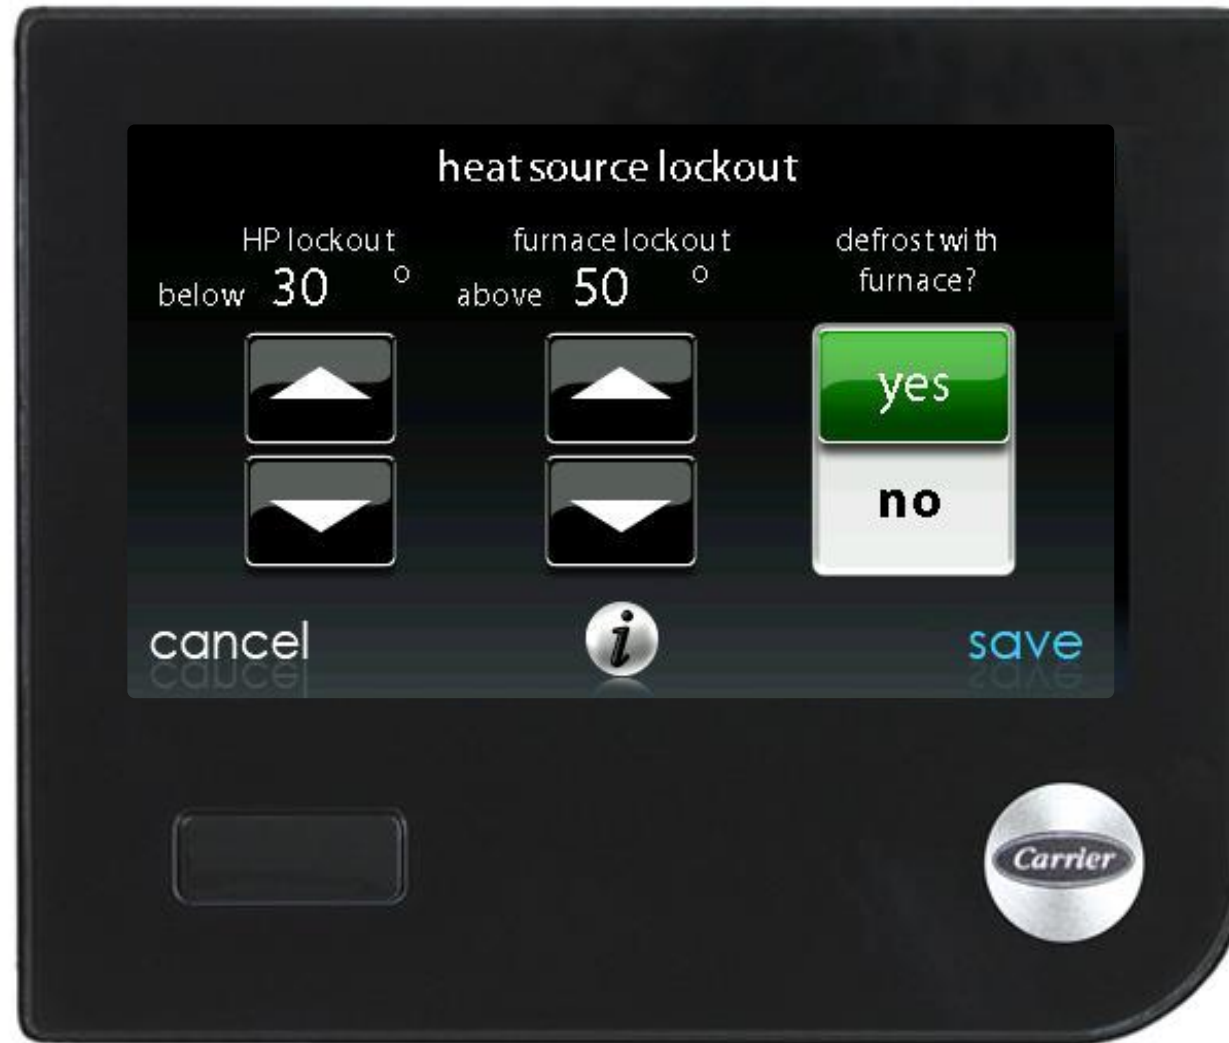 heat source lockout
HP lockout
below 30 °
furnace lockout
above 50 °
defrost with
furnace?
yes
no
cancel
i
save
Carrier